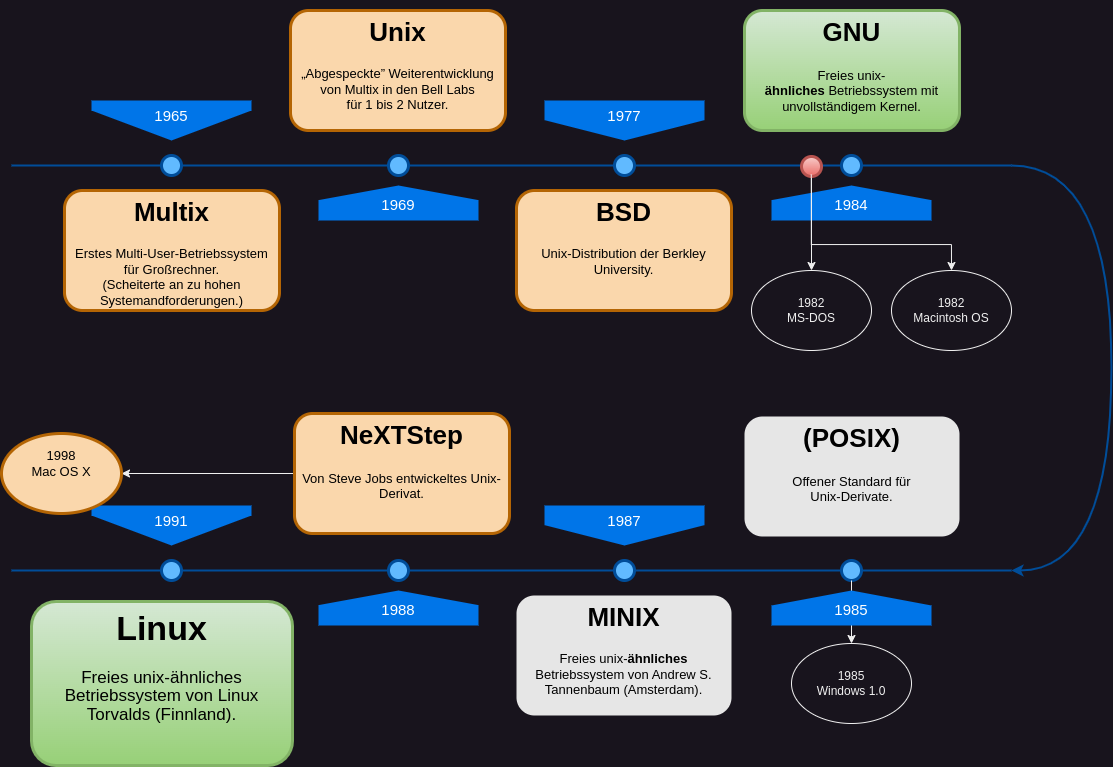 Unix
„Abgespeckte” Weiterentwicklung
von Multix in den Bell Labs
für 1 bis 2 Nutzer.
GNU
Freies unix-
ähnliches Betriebssystem mit
unvollständigem Kernel.
1965
1977
Multix
Erstes Multi-User-Betriebssystem
für Großrechner.
(Scheiterte an zu hohen
Systemandforderungen.)
1969
BSD
Unix-Distribution der Berkley
University.
1984
1982
MS-DOS
1982
Macintosh OS
1998
Mac OS X
NeXTStep
Von Steve Jobs entwickeltes Unix-
Derivat.
(POSIX)
Offener Standard für
Unix-Derivate.
1991
1987
Linux
Freies unix-ähnliches
Betriebssystem von Linux
Torvalds (Finnland).
1988
MINIX
Freies unix-ähnliches
Betriebssystem von Andrew S.
Tannenbaum (Amsterdam).
1985
1985
Windows 1.0